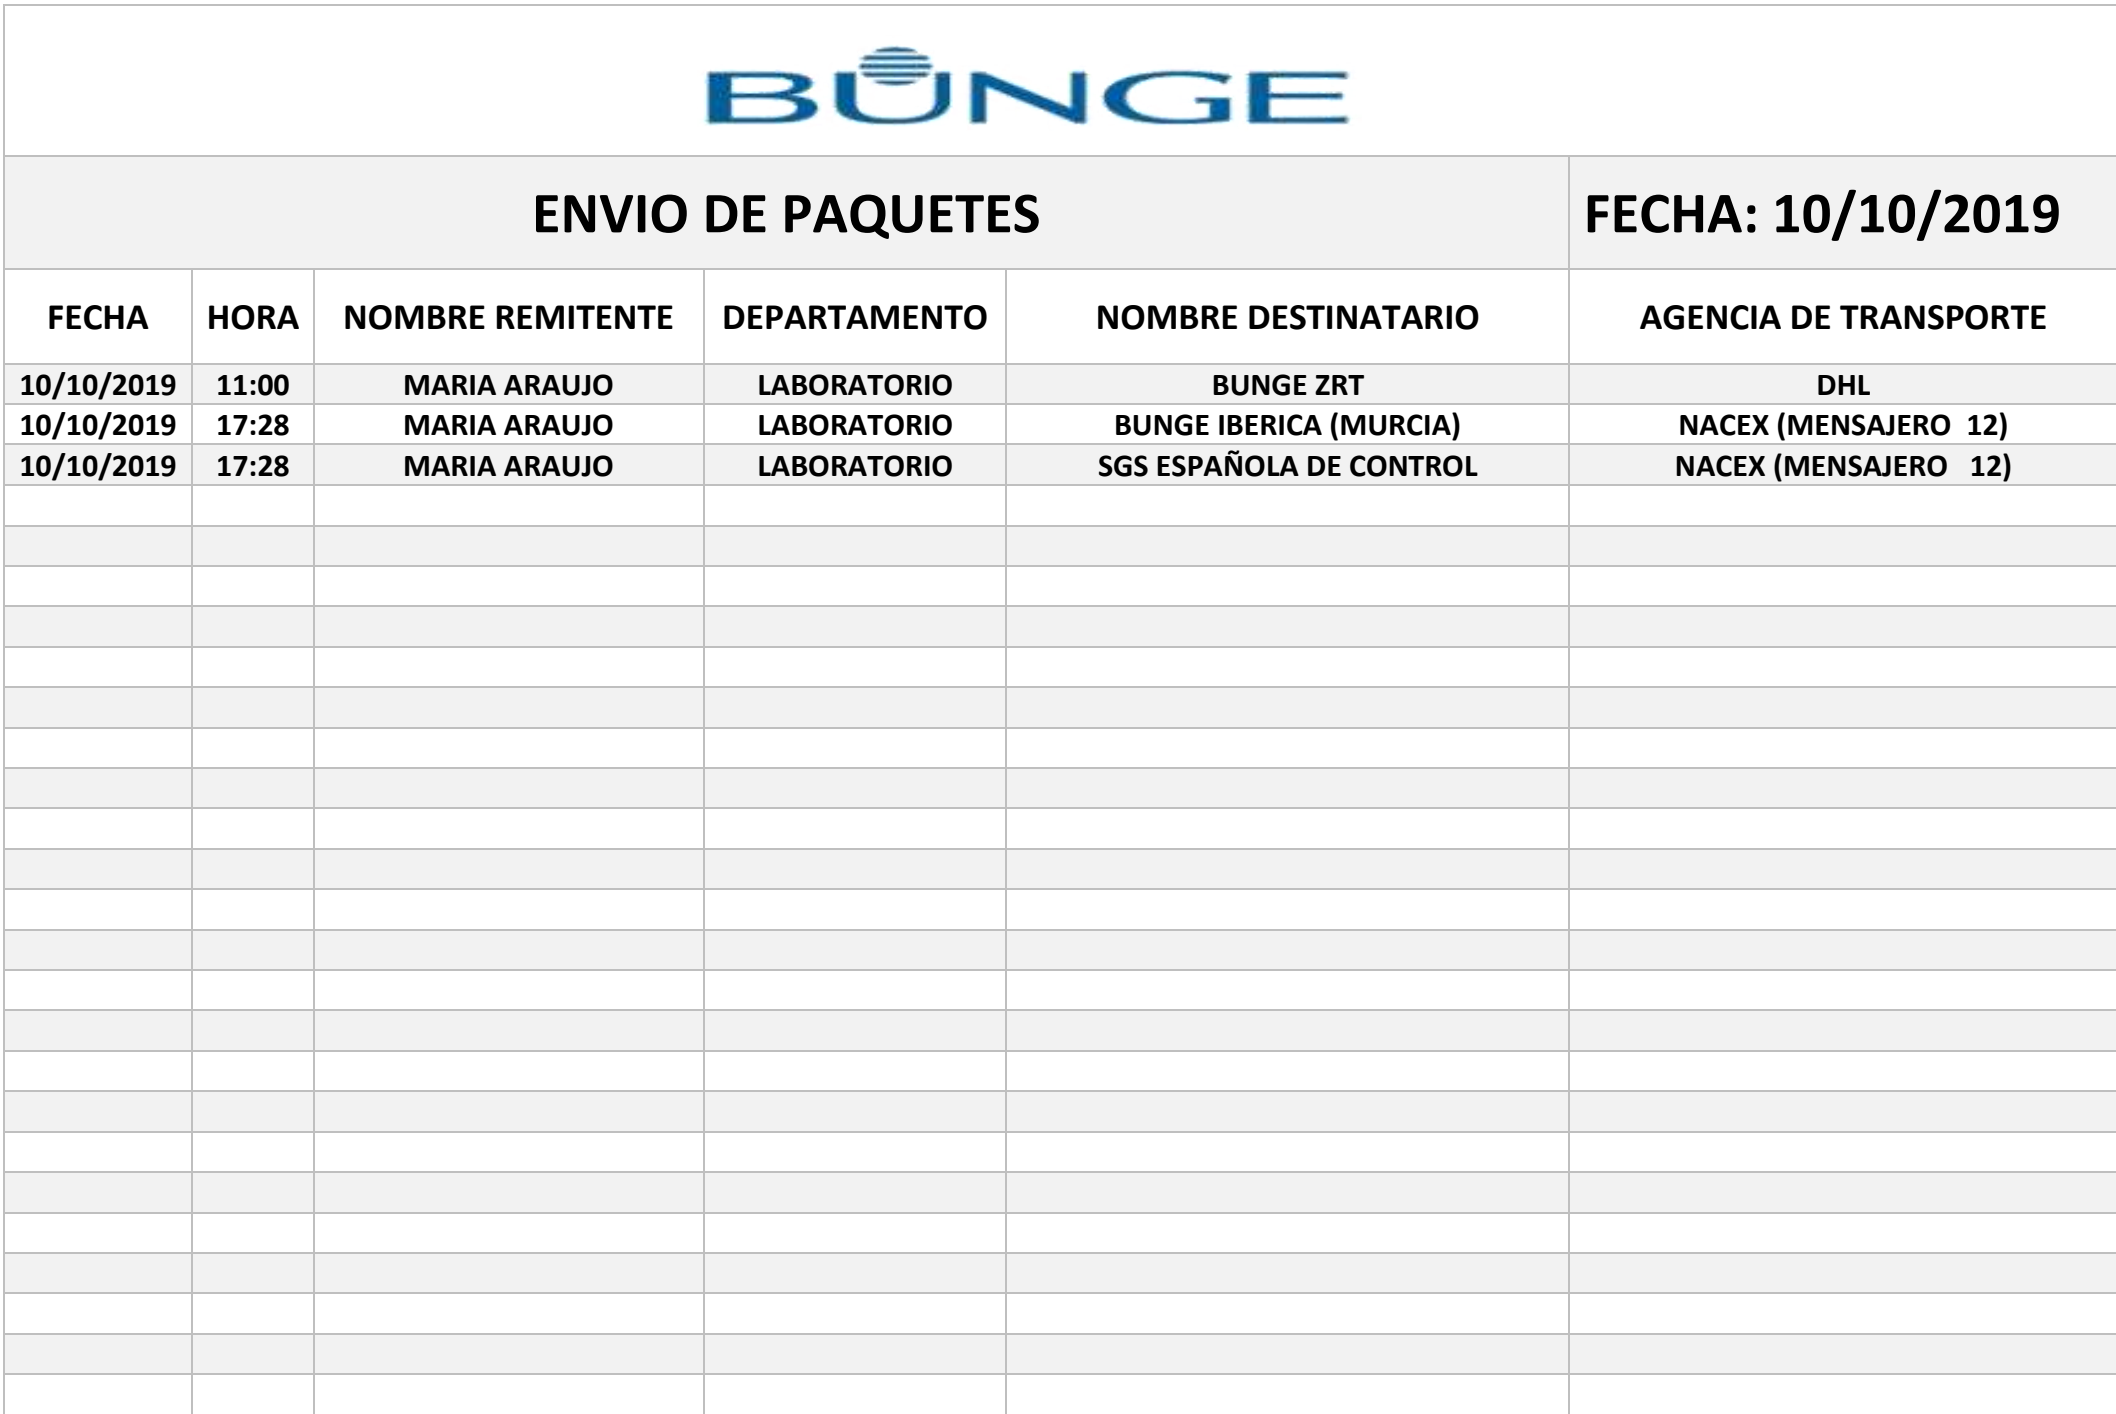 BUNGE
ENVIO DE PAQUETES FECHA: 10/10/2019
FECHA HORA NOMBRE REMITENTE DEPARTAMENTO NOMBRE DESTINATARIO AGENCIA DE TRANSPORTE
10/10/2019 11:00 MARIA ARAUJO LABORATORIO BUNGE ZRT DHL
10/10/2019 17:28 MARIA ARAUJO LABORATORIO BUNGE IBERICA (MURCIA) NACEX (MENSAJERO 12)
10/10/2019 17:28 MARIA ARAUJO LABORATORIO SGS ESPAÑOLA DE CONTROL NACEX (MENSAJERO 12)